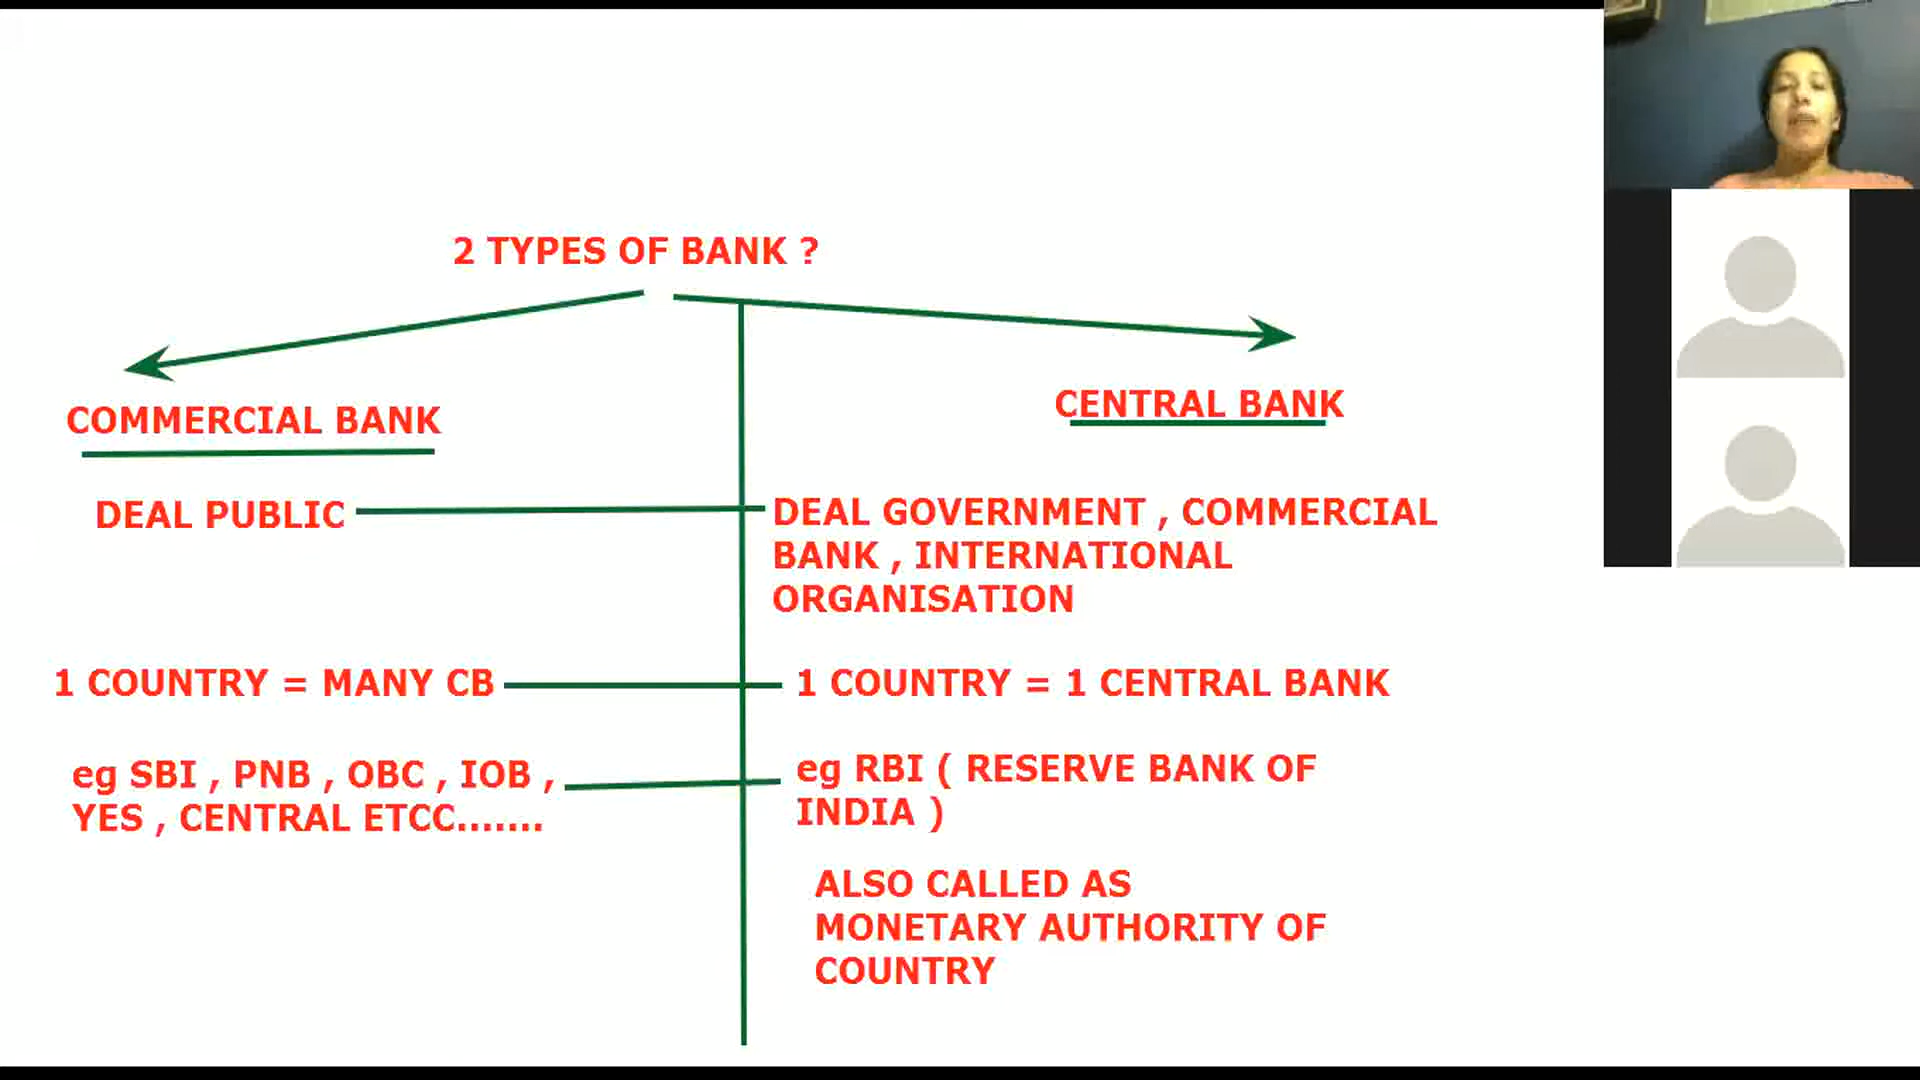 2 TYPES OF BANK ?
COMMERCIAL BANK
CENTRAL BANK
DEAL PUBLIC
DEAL GOVERNMENT , COMMERCIAL
BANK , INTERNATIONAL
ORGANISATION
1 COUNTRY = MANY CB
1 COUNTRY = 1 CENTRAL BANK
eg SBI , PNB , OBC , IOB ,
YES , CENTRAL ETCC.......
eg RBI ( RESERVE BANK OF
INDIA )
ALSO CALLED AS
MONETARY AUTHORITY OF
COUNTRY